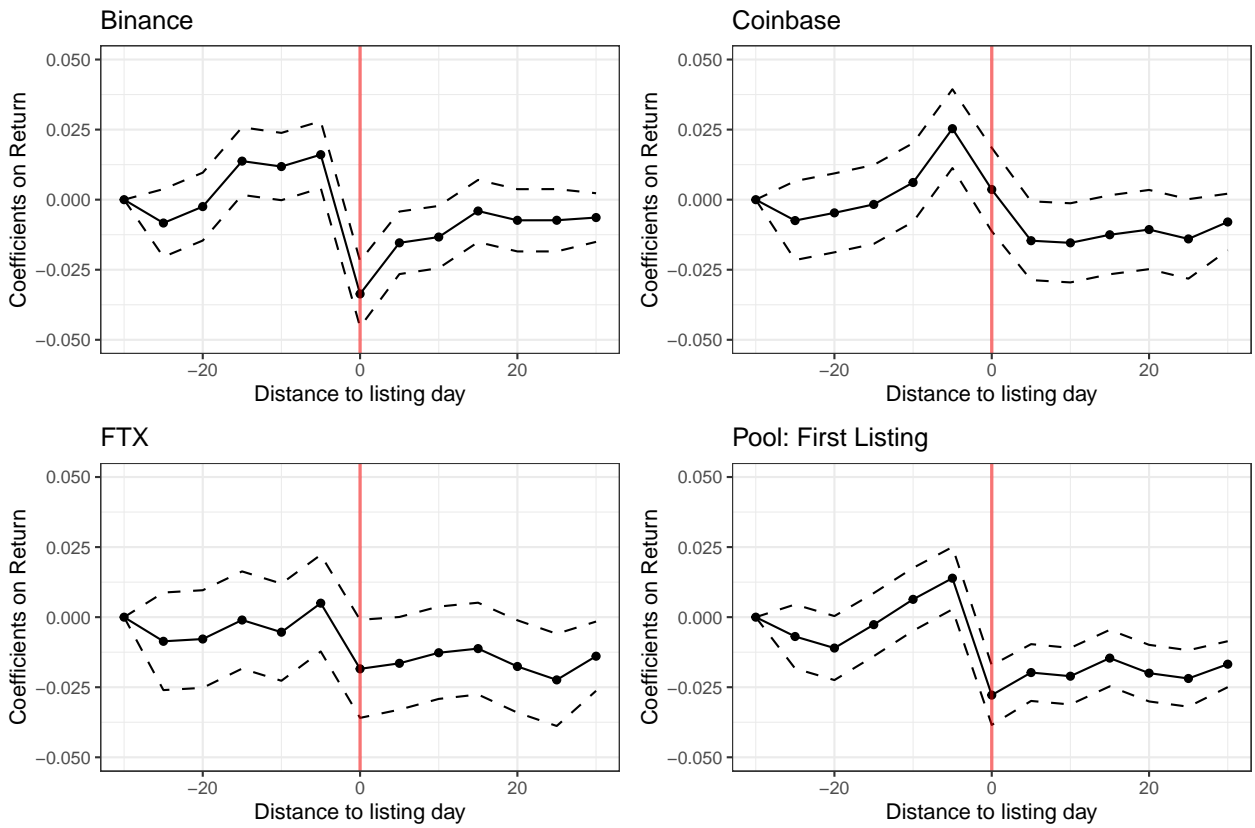 Binance
Coefficients on Return
0.050
0.025
0.000
−0.025
−0.050
−20
0
20
Distance to listing day
Coinbase
Coefficients on Return
0.050
0.025
0.000
−0.025
−0.050
−20
0
20
Distance to listing day
FTX
Coefficients on Return
0.050
0.025
0.000
−0.025
−0.050
−20
0
20
Distance to listing day
Pool: First Listing
Coefficients on Return
0.050
0.025
0.000
−0.025
−0.050
−20
0
20
Distance to listing day